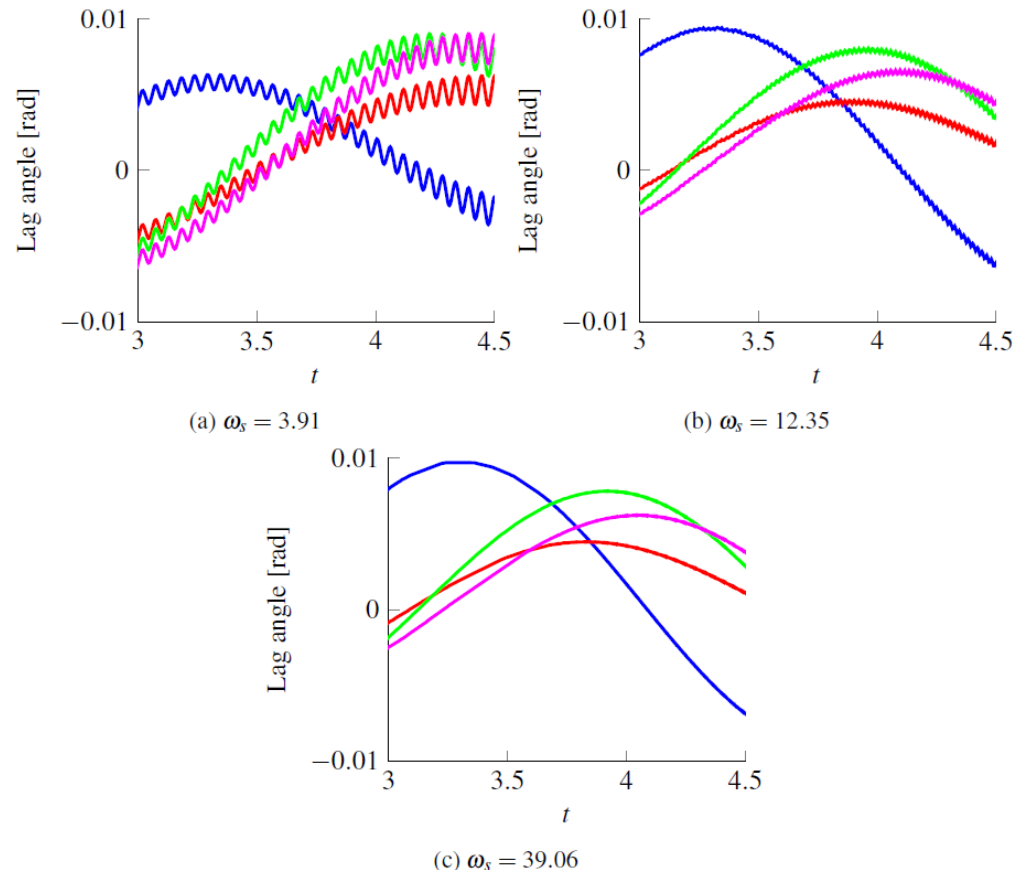 0.01
0
−0.01
Lag angle [rad]
3
3.5
4
4.5
t
(a) ωs = 3.91
0.01
0
−0.01
Lag angle [rad]
3
3.5
4
4.5
t
(b) ωs = 12.35
0.01
0
−0.01
Lag angle [rad]
3
3.5
4
4.5
t
(c) ωs = 39.06